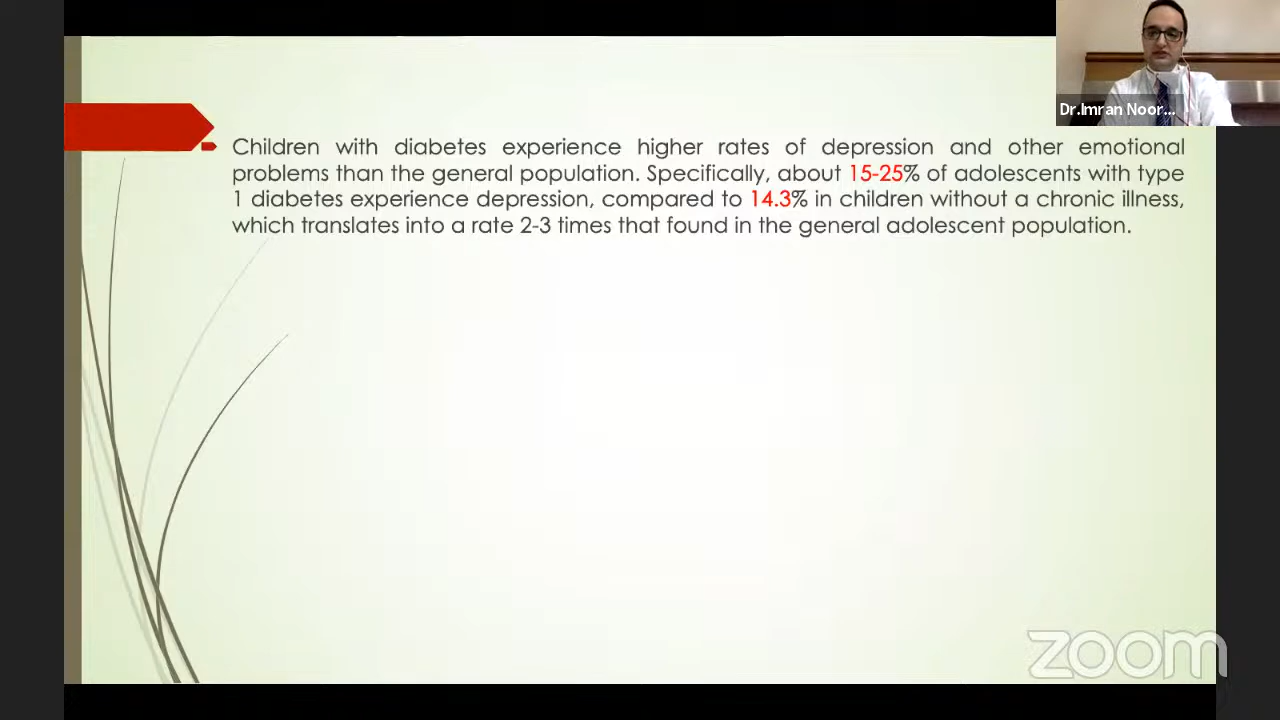 Dr.Imran Noor...
Children with diabetes experience higher rates of depression and other emotional
problems than the general population. Specifically, about 15-25% of adolescents with type
1 diabetes experience depression, compared to 14.3% in children without a chronic illness,
which translates into a rate 2-3 times that found in the general adolescent population.
zoom